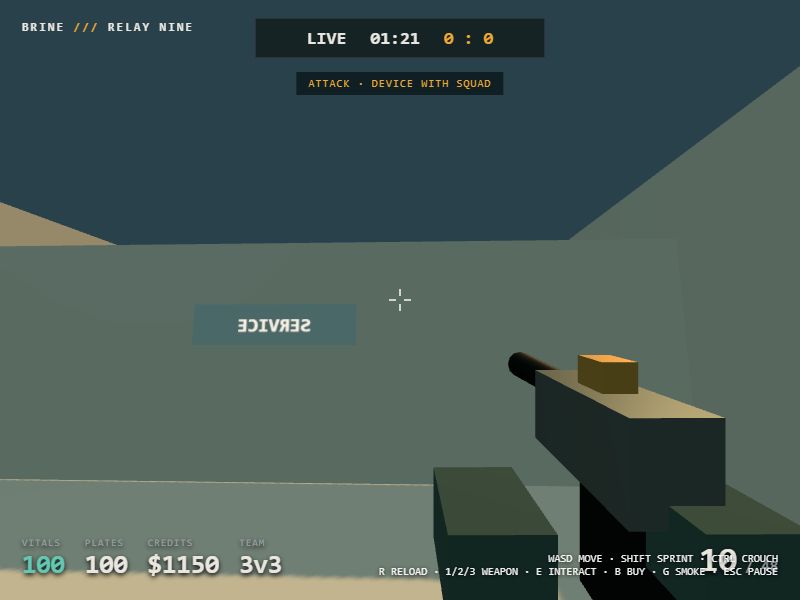 BRINE /// RELAY NINE
LIVE 01:21 0 : 0
ATTACK · DEVICE WITH SQUAD
SERVICE
VITALS PLATES CREDITS TEAM
100 100 $1150 3v3
WASD MOVE · SHIFT SPRINT · CTRL CROUCH
R RELOAD · 1/2/3 WEAPON · E INTERACT · B BUY · G SMOKE · ESC PAUSE
10